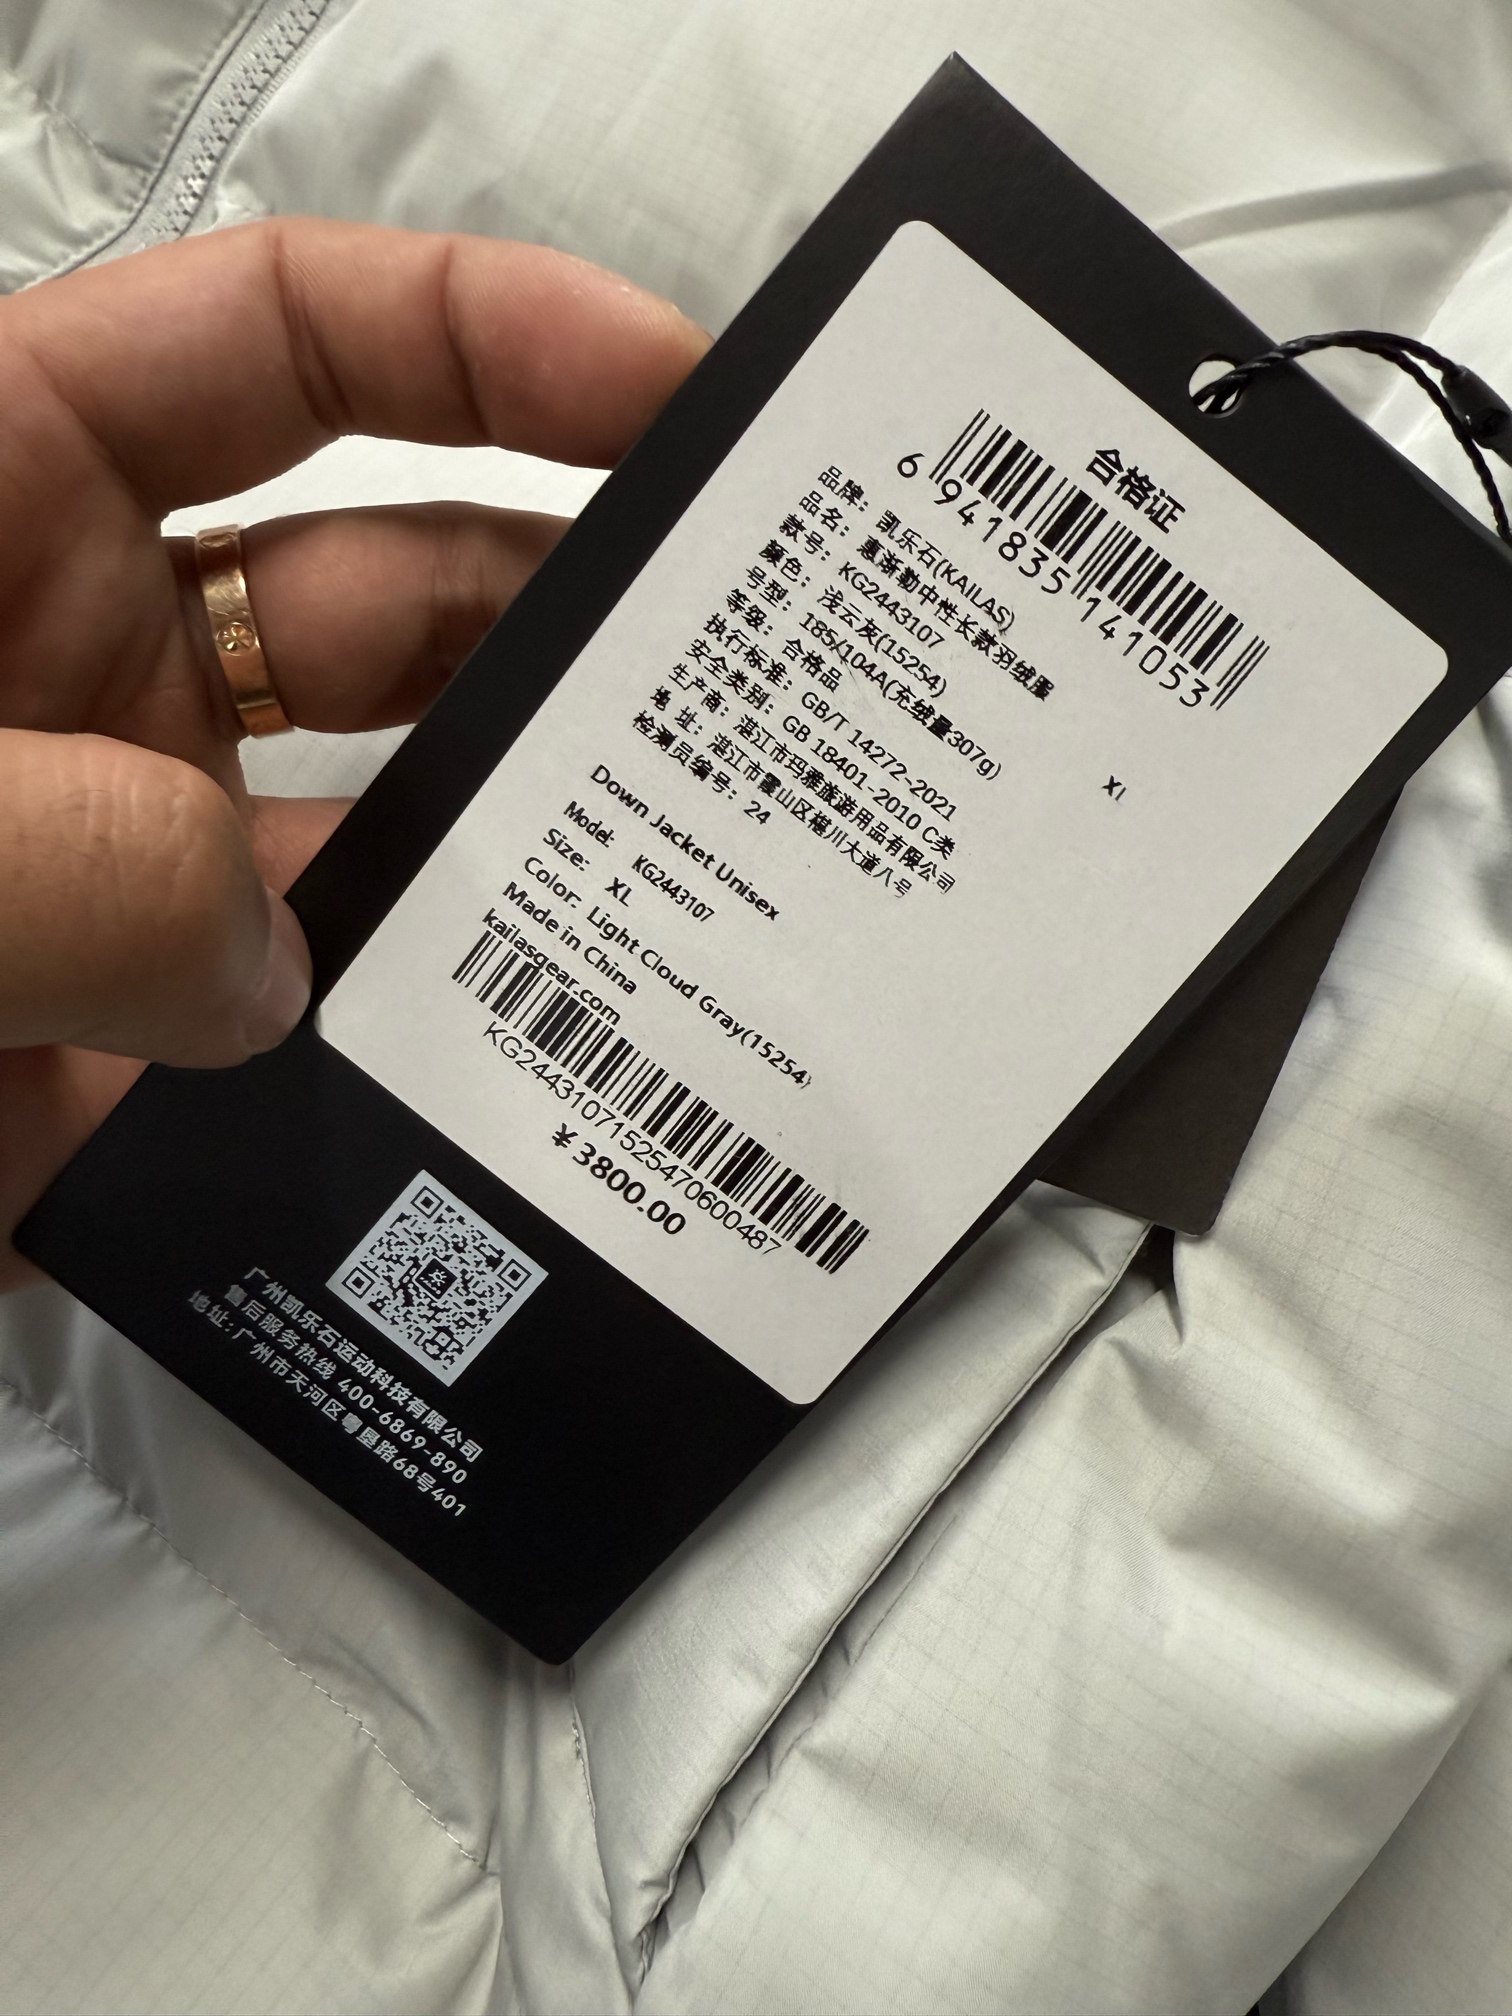 合格证
6 941835 141053
品牌：凯乐石(KAILAS)
品名：惠渐勒中性长款羽绒服
款号：KG2443107
颜色：浅云灰(15254)
号型：185/104A(充绒量307g)
XL
等级：合格品
执行标准：GB/T 14272-2021
安全类别：GB 18401-2010 C类
生产商：湛江市玛雅旅游用品有限公司
地 址：湛江市霞山区椹川大道八号
检测员编号：24
Down Jacket Unisex
Model: KG2443107
Size: XL
Color: Light Cloud Gray(15254)
Made in China
kailasgear.com
KG24431071525470600487
￥3800.00
广州凯乐石运动科技有限公司
售后服务热线 400-6869-890
地址:广州市天河区粤垦路68号401